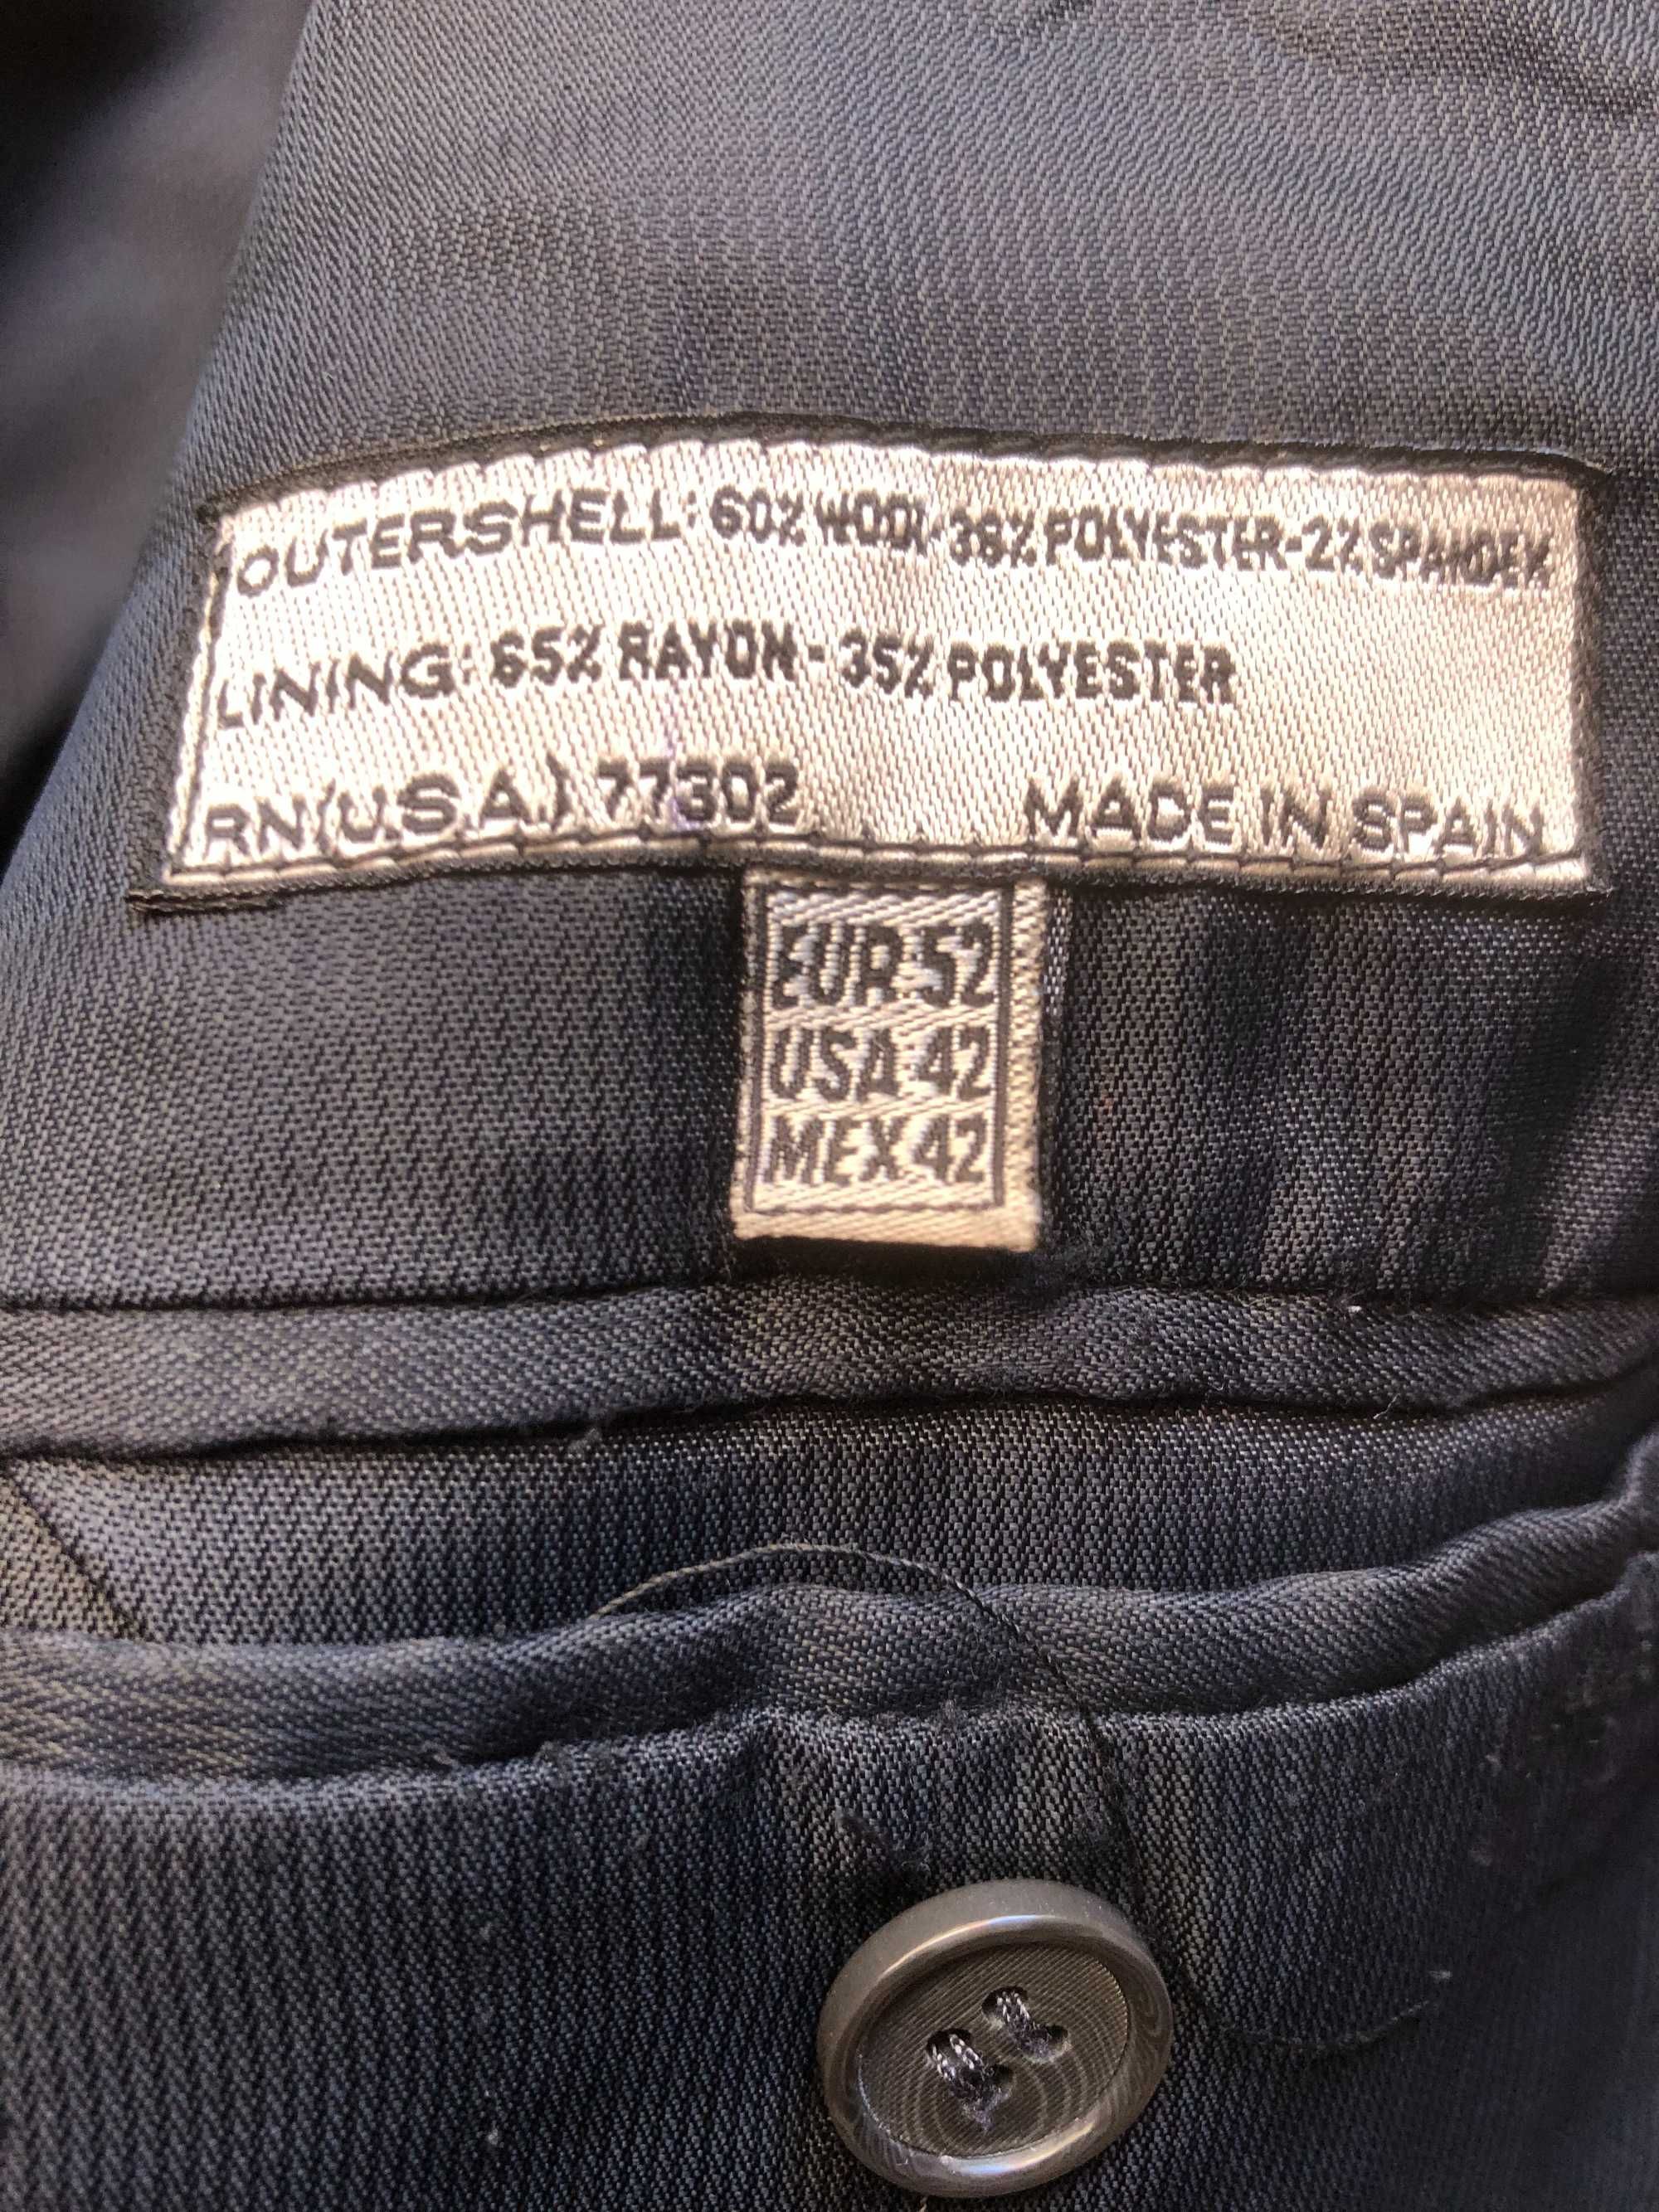 OUTERSHELL: 60% WOOL-38% POLYESTER-2% SPANDEX
LINING: 65% RAYON - 35% POLYESTER
RN(U.S.A.) 77302 MADE IN SPAIN
EUR 52
USA 42
MEX 42